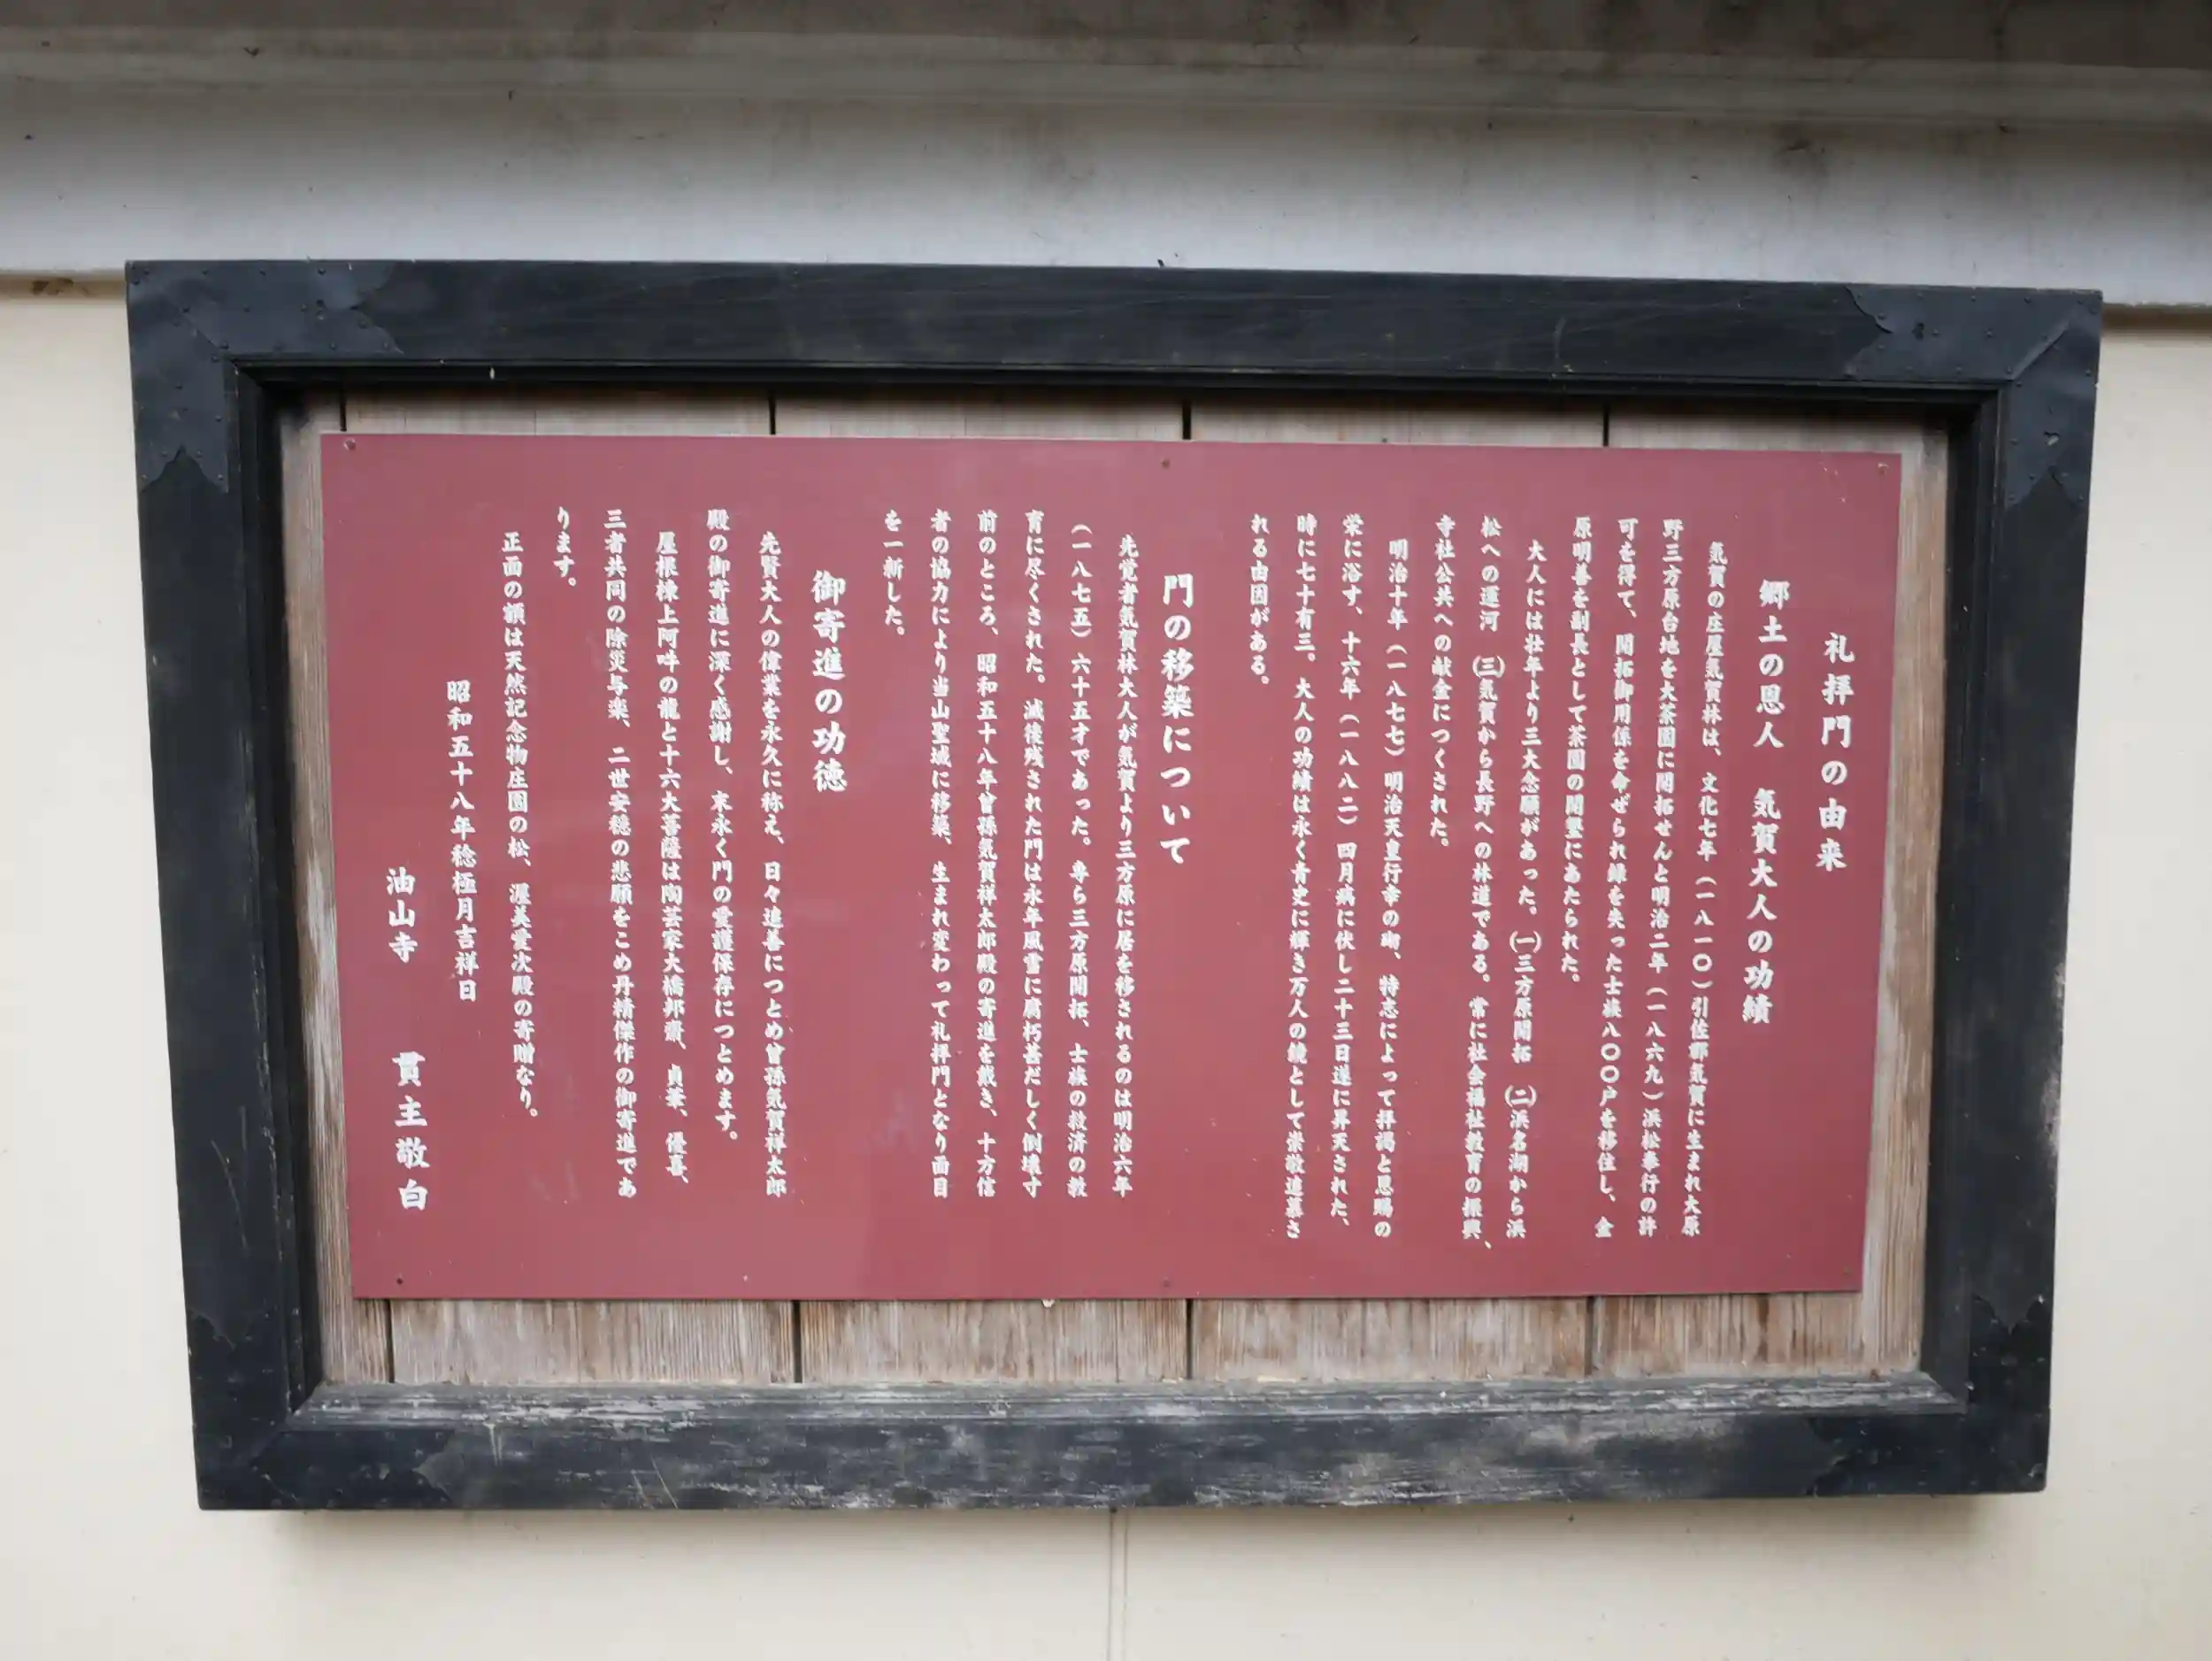 礼拝門の由来
郷土の恩人　気賀大人の功績
気賀の庄屋気賀林は、文化七年（一八一〇）引佐郡気賀に生まれ大原
野三方原台地を大茶園に開拓せんと明治二年（一八六九）浜松奉行の許
可を得て、開拓御用係を命ぜられ録を失った士族八〇〇戸を移住し、金
原明善を副長として茶園の開墾にあたられた。
大人には壮年より三大念願があった。㈠三方原開拓　㈡浜名湖から浜
松への運河　㈢気賀から長野への林道である。常に社会福祉教育の振興、
寺社公共への献金につくされた。
明治十年（一八七七）明治天皇行幸の砌、特志によって拝謁と恩賜の
栄に浴す、十六年（一八八二）四月病に伏し二十三日遂に昇天された、
時に七十有三。大人の功績は永く青史に輝き万人の鏡として崇敬追慕さ
れる由因がある。
門の移築について
先覚者気賀林大人が気賀より三方原に居を移されるのは明治六年
（一八七五）六十五才であった。専ら三方原開拓、士族の救済の教
育に尽くされた。滅後残された門は永年風雪に腐朽甚だしく倒壊寸
前のところ、昭和五十八年曽孫気賀祥太郎殿の寄進を戴き、十方信
者の協力により当山聖域に移築、生まれ変わって礼拝門となり面目
を一新した。
御寄進の功徳
先賢大人の偉業を永久に称え、日々追善につとめ曽孫気賀祥太郎
殿の御寄進に深く感謝し、末永く門の愛護保存につとめます。
屋根棟上阿吽の龍と十六大菩薩は陶芸家大橋邦齋、貞峯、優喜、
三者共同の除災与楽、二世安穏の悲願をこめ丹精傑作の御寄進であ
ります。
正面の額は天然記念物庄園の松、渥美愛次殿の寄贈なり。
昭和五十八年稔極月吉祥日
油山寺　貫主敬白